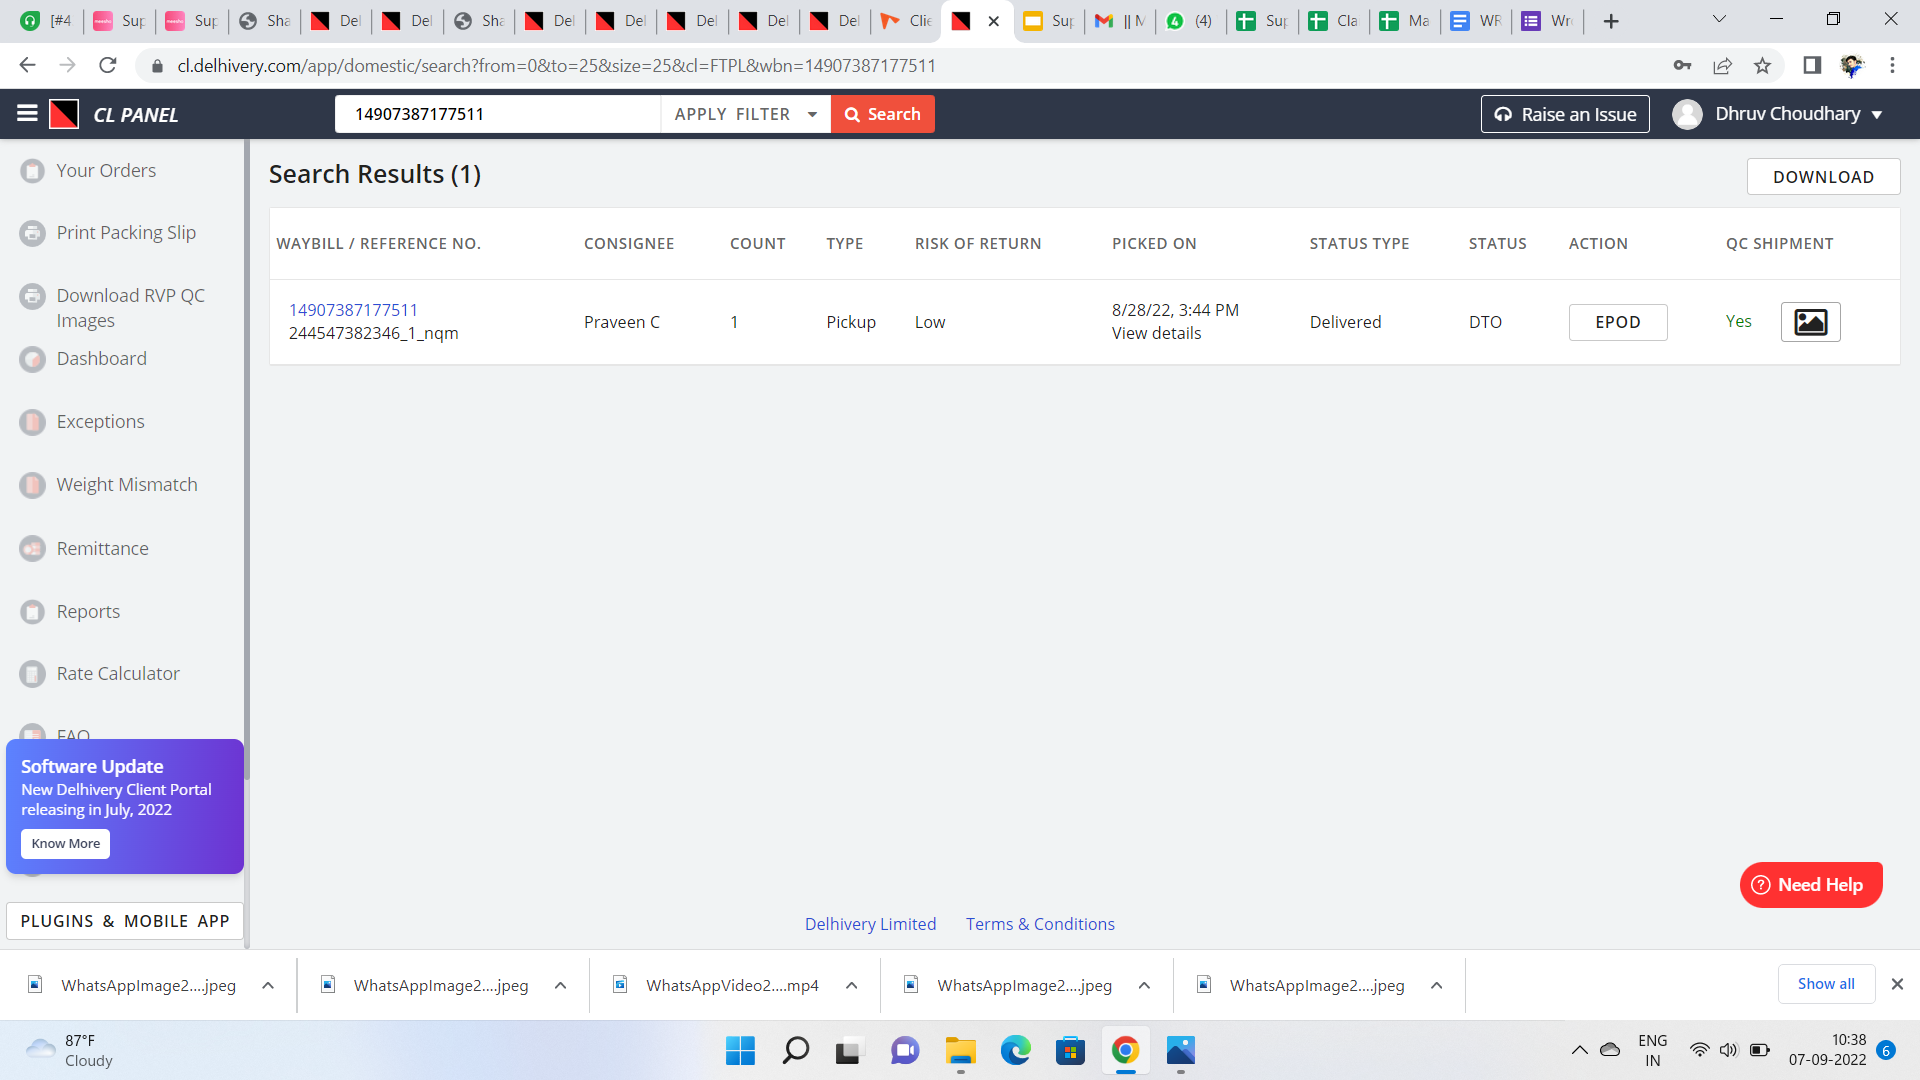 [#4
Sup
Sup
Sha
Del
Del
Sha
Del
Del
Del
Del
Del
Clie
Sup
|| M
(4)
Sup
Cla
Ma
WR
Wro
cl.delhivery.com/app/domestic/search?from=0&to=25&size=25&cl=FTPL&wbn=14907387177511
CL PANEL
14907387177511
APPLY FILTER
Search
Raise an Issue
Dhruv Choudhary
Your Orders
Print Packing Slip
Download RVP QC
Images
Dashboard
Exceptions
Weight Mismatch
Remittance
Reports
Rate Calculator
FAQ
Software Update
New Delhivery Client Portal
releasing in July, 2022
Know More
PLUGINS & MOBILE APP
Search Results (1)
DOWNLOAD
WAYBILL / REFERENCE NO. CONSIGNEE COUNT TYPE RISK OF RETURN PICKED ON STATUS TYPE STATUS ACTION QC SHIPMENT
14907387177511
244547382346_1_nqm
Praveen C
1
Pickup
Low
8/28/22, 3:44 PM
View details
Delivered
DTO
EPOD
Yes
Need Help
Delhivery Limited Terms & Conditions
WhatsAppImage2....jpeg
WhatsAppImage2....jpeg
WhatsAppVideo2....mp4
WhatsAppImage2....jpeg
WhatsAppImage2....jpeg
Show all
87°F
Cloudy
ENG
IN
10:38
07-09-2022
6